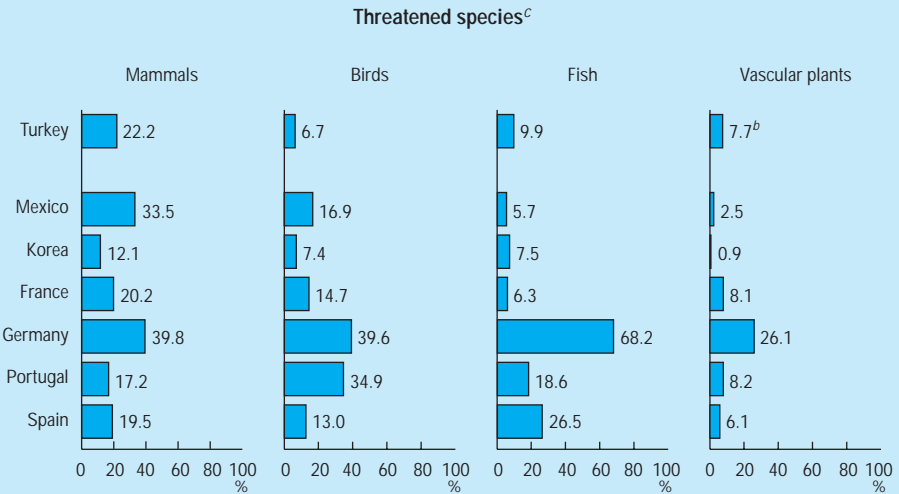 Threatened species^c
Mammals Birds Fish Vascular plants
Turkey 22.2 6.7 9.9 7.7^b
Mexico 33.5 16.9 5.7 2.5
Korea 12.1 7.4 7.5 0.9
France 20.2 14.7 6.3 8.1
Germany 39.8 39.6 68.2 26.1
Portugal 17.2 34.9 18.6 8.2
Spain 19.5 13.0 26.5 6.1
0 20 40 60 80 100 0 20 40 60 80 100 0 20 40 60 80 100 0 20 40 60 80 100
% % % %